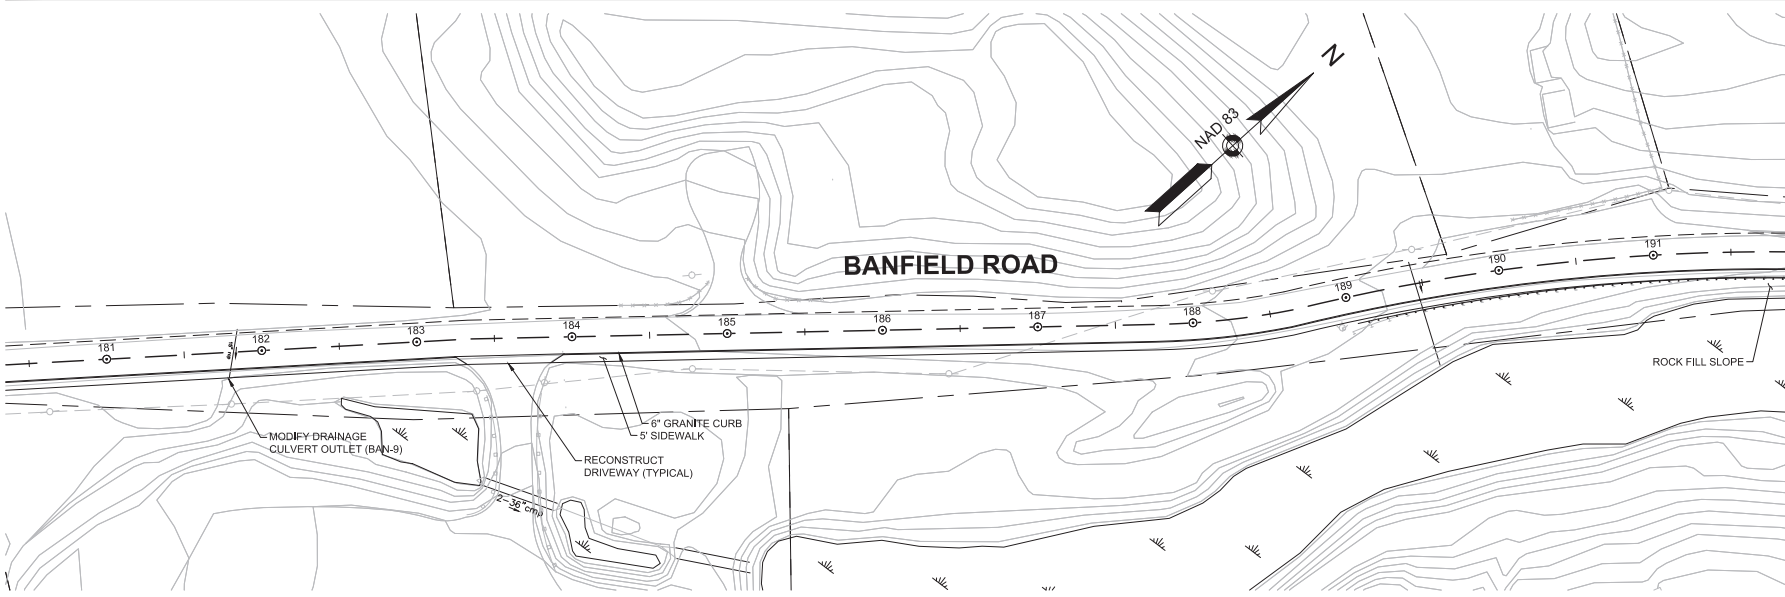 N
NAD 83
BANFIELD ROAD
181
182
183
184
185
186
187
188
189
190
191
ROCK FILL SLOPE
6" GRANITE CURB
5' SIDEWALK
MODIFY DRAINAGE
CULVERT OUTLET (BAN-9)
RECONSTRUCT
DRIVEWAY (TYPICAL)
2-36" cmp